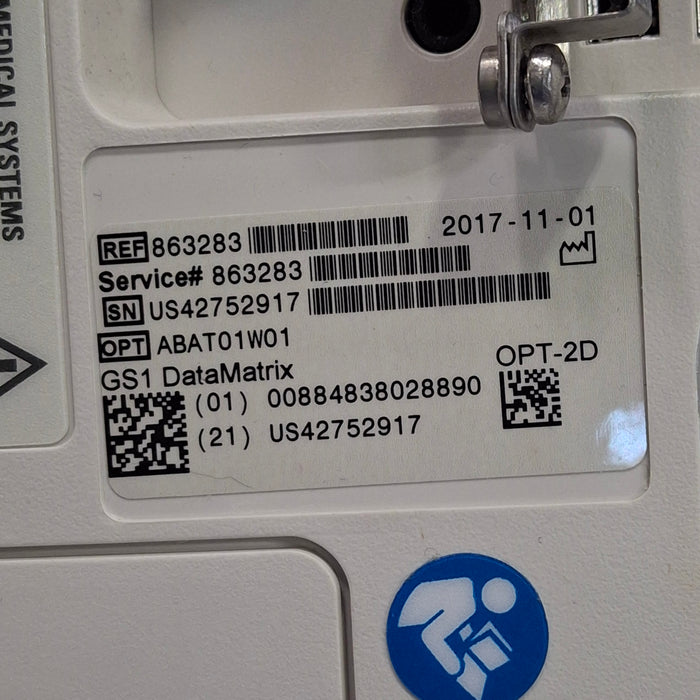 MEDICAL SYSTEMS
REF 863283
2017-11-01
Service# 863283
SN US42752917
OPT ABAT01W01
GS1 DataMatrix
OPT-2D
(01) 00884838028890
(21) US42752917